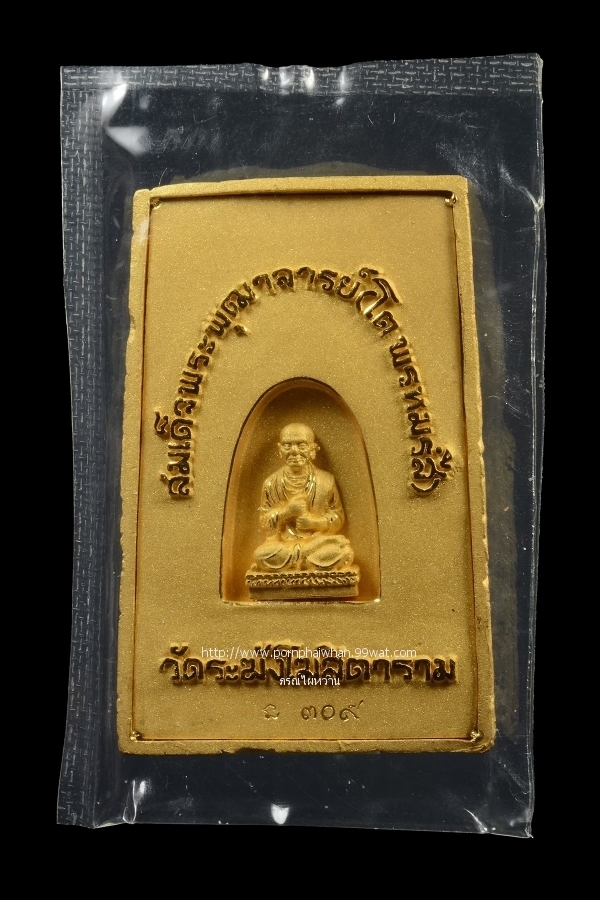 สมเด็จพระพุฒาจารย์(โต พรหมรังสี)
http://www.pornphaiwhan.99wat.com
วัดระฆังโฆสิตาราม
ภรณ์ไผ่หวาน
๓๐๙